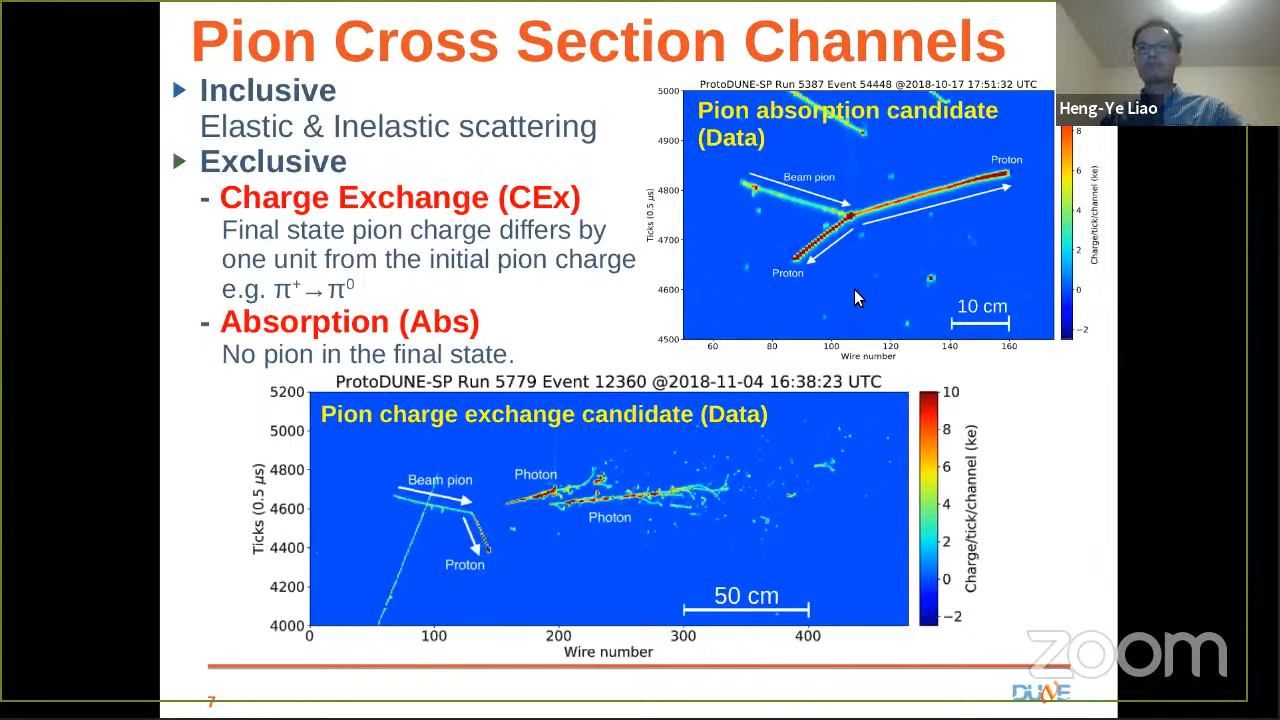 Pion Cross Section Channels
Inclusive
Elastic & Inelastic scattering
Exclusive
- Charge Exchange (CEx)
Final state pion charge differs by
one unit from the initial pion charge
e.g. π⁺→π⁰
- Absorption (Abs)
No pion in the final state.
ProtoDUNE-SP Run 5387 Event 54448 @2018-10-17 17:51:32 UTC
Pion absorption candidate
(Data)
Beam pion
Proton
Proton
10 cm
5000
4900
4800
4700
4600
4500
Ticks (0.5 μs)
60 80 100 120 140 160
Wire number
8
6
4
2
0
−2
Charge/tick/channel (ke)
Heng-Ye Liao
ProtoDUNE-SP Run 5779 Event 12360 @2018-11-04 16:38:23 UTC
Pion charge exchange candidate (Data)
Beam pion
Photon
Photon
Proton
50 cm
5200
5000
4800
4600
4400
4200
4000
Ticks (0.5 μs)
0 100 200 300 400
Wire number
10
8
6
4
2
0
−2
Charge/tick/channel (ke)
zoom
7
DUNE